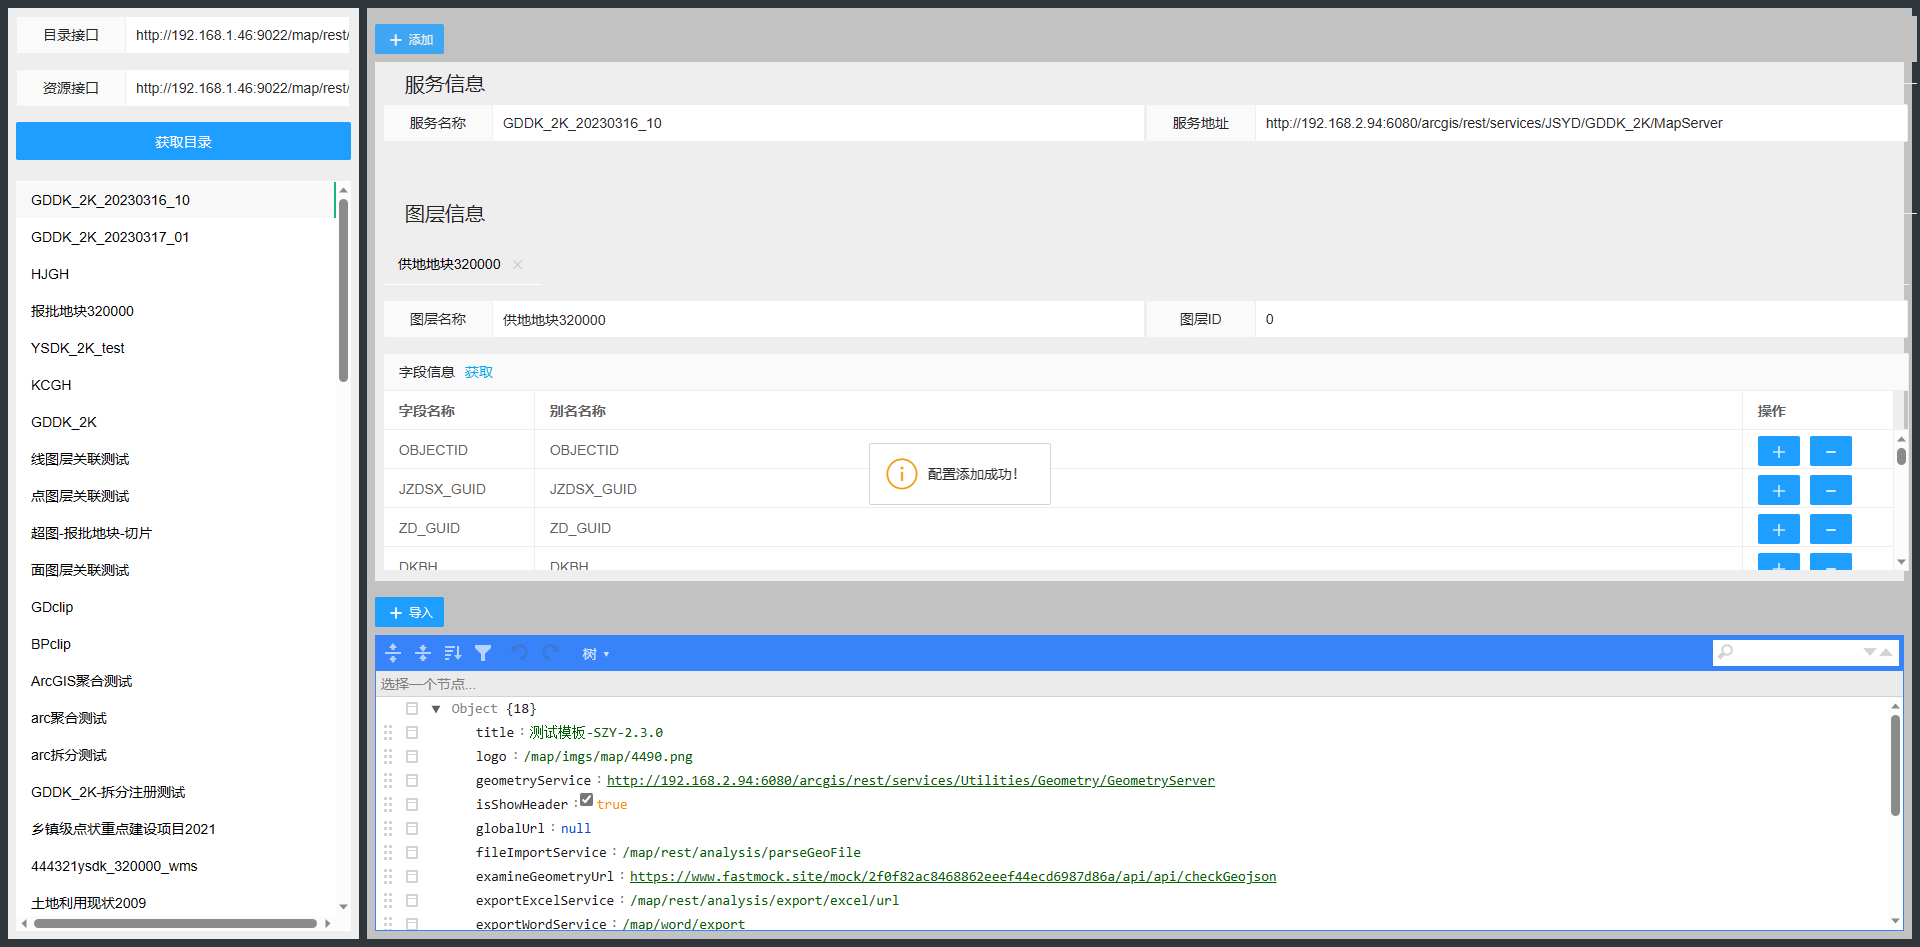 目录接口 http://192.168.1.46:9022/map/rest/
资源接口 http://192.168.1.46:9022/map/rest/
获取目录
GDDK_2K_20230316_10
GDDK_2K_20230317_01
HJGH
报批地块320000
YSDK_2K_test
KCGH
GDDK_2K
线图层关联测试
点图层关联测试
超图-报批地块-切片
面图层关联测试
GDclip
BPclip
ArcGIS聚合测试
arc聚合测试
arc拆分测试
GDDK_2K-拆分注册测试
乡镇级点状重点建设项目2021
444321ysdk_320000_wms
土地利用现状2009
添加
服务信息
服务名称 GDDK_2K_20230316_10 服务地址 http://192.168.2.94:6080/arcgis/rest/services/JSYD/GDDK_2K/MapServer
图层信息
供地地块320000
图层名称 供地地块320000 图层ID 0
字段信息 获取
字段名称 别名名称 操作
OBJECTID OBJECTID
JZDSX_GUID JZDSX_GUID
ZD_GUID ZD_GUID
DKBH DKBH
配置添加成功!
导入
树
选择一个节点...
Object {18}
title : 测试模板-SZY-2.3.0
logo : /map/imgs/map/4490.png
geometryService : http://192.168.2.94:6080/arcgis/rest/services/Utilities/Geometry/GeometryServer
isShowHeader : true
globalUrl : null
fileImportService : /map/rest/analysis/parseGeoFile
examineGeometryUrl : https://www.fastmock.site/mock/2f0f82ac8468862eeef44ecd6987d86a/api/api/checkGeojson
exportExcelService : /map/rest/analysis/export/excel/url
exportWordService : /map/word/export